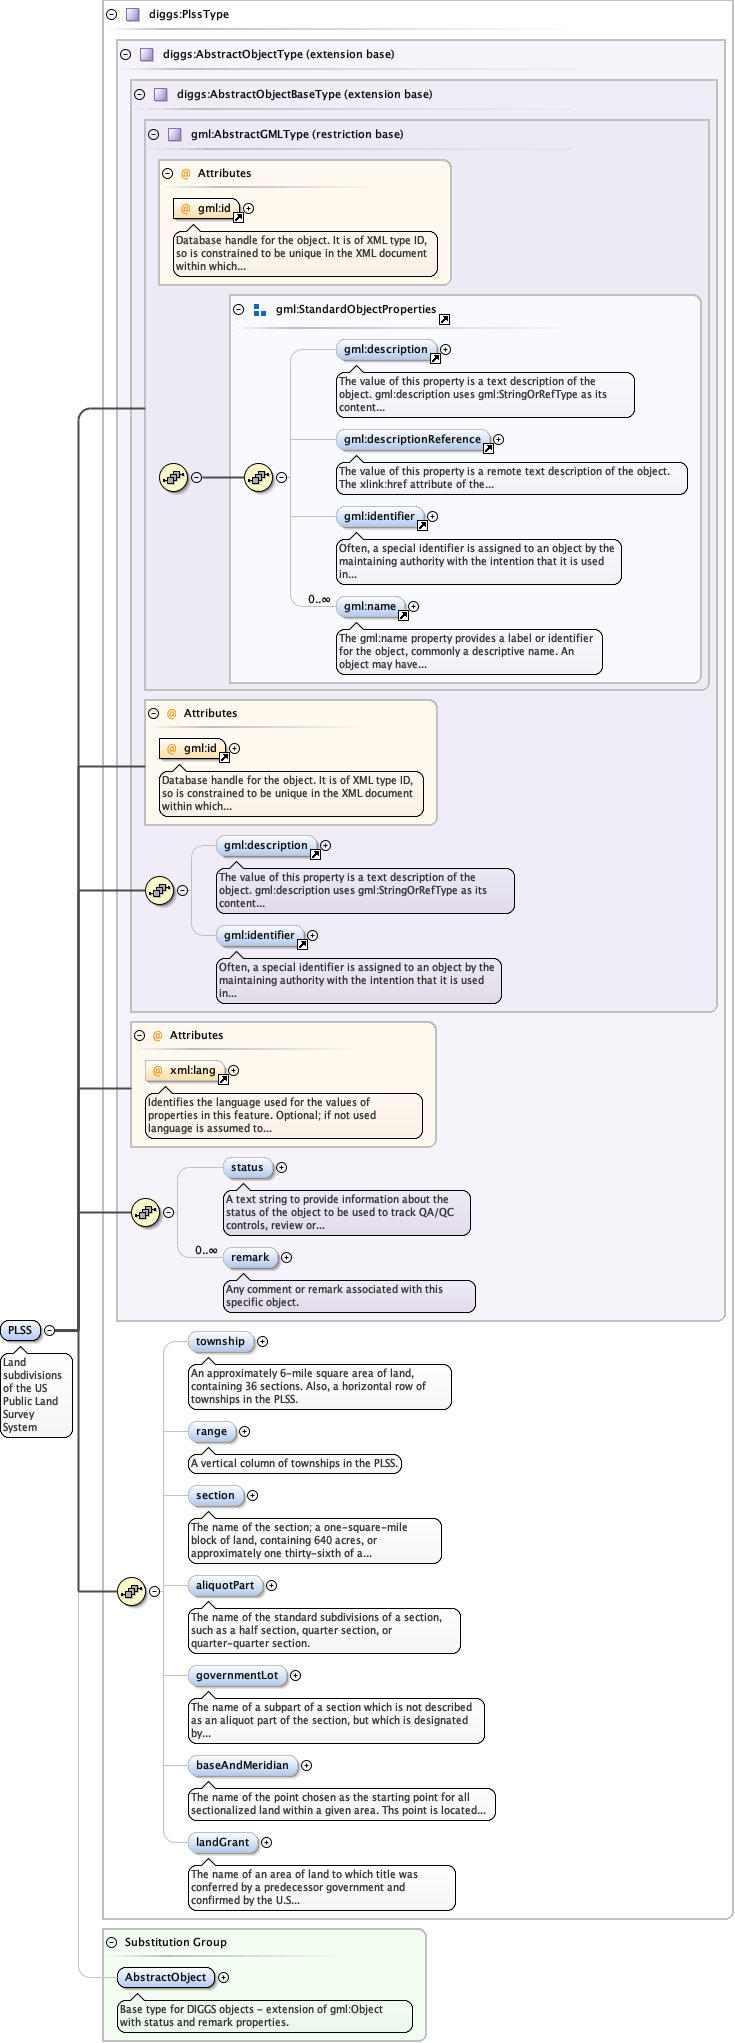 diggs:PlssType
diggs:AbstractObjectType (extension base)
diggs:AbstractObjectBaseType (extension base)
gml:AbstractGMLType (restriction base)
@ Attributes
@ gml:id
Database handle for the object. It is of XML type ID,
so is constrained to be unique in the XML document
within which...
gml:StandardObjectProperties
gml:description
The value of this property is a text description of the
object. gml:description uses gml:StringOrRefType as its
content...
gml:descriptionReference
The value of this property is a remote text description of the object.
The xlink:href attribute of the...
gml:identifier
Often, a special identifier is assigned to an object by the
maintaining authority with the intention that it is used
in...
0..∞
gml:name
The gml:name property provides a label or identifier
for the object, commonly a descriptive name. An
object may have...
@ Attributes
@ gml:id
Database handle for the object. It is of XML type ID,
so is constrained to be unique in the XML document
within which...
gml:description
The value of this property is a text description of the
object. gml:description uses gml:StringOrRefType as its
content...
gml:identifier
Often, a special identifier is assigned to an object by the
maintaining authority with the intention that it is used
in...
@ Attributes
@ xml:lang
Identifies the language used for the values of
properties in this feature. Optional; if not used
language is assumed to...
status
A text string to provide information about the
status of the object to be used to track QA/QC
controls, review or...
0..∞
remark
Any comment or remark associated with this
specific object.
PLSS
Land
subdivisions
of the US
Public Land
Survey
System
township
An approximately 6-mile square area of land,
containing 36 sections. Also, a horizontal row of
townships in the PLSS.
range
A vertical column of townships in the PLSS.
section
The name of the section; a one-square-mile
block of land, containing 640 acres, or
approximately one thirty-sixth of a...
aliquotPart
The name of the standard subdivisions of a section,
such as a half section, quarter section, or
quarter-quarter section.
governmentLot
The name of a subpart of a section which is not described
as an aliquot part of the section, but which is designated
by...
baseAndMeridian
The name of the point chosen as the starting point for all
sectionalized land within a given area. Ths point is located...
landGrant
The name of an area of land to which title was
conferred by a predecessor government and
confirmed by the U.S...
Substitution Group
AbstractObject
Base type for DIGGS objects - extension of gml:Object
with status and remark properties.